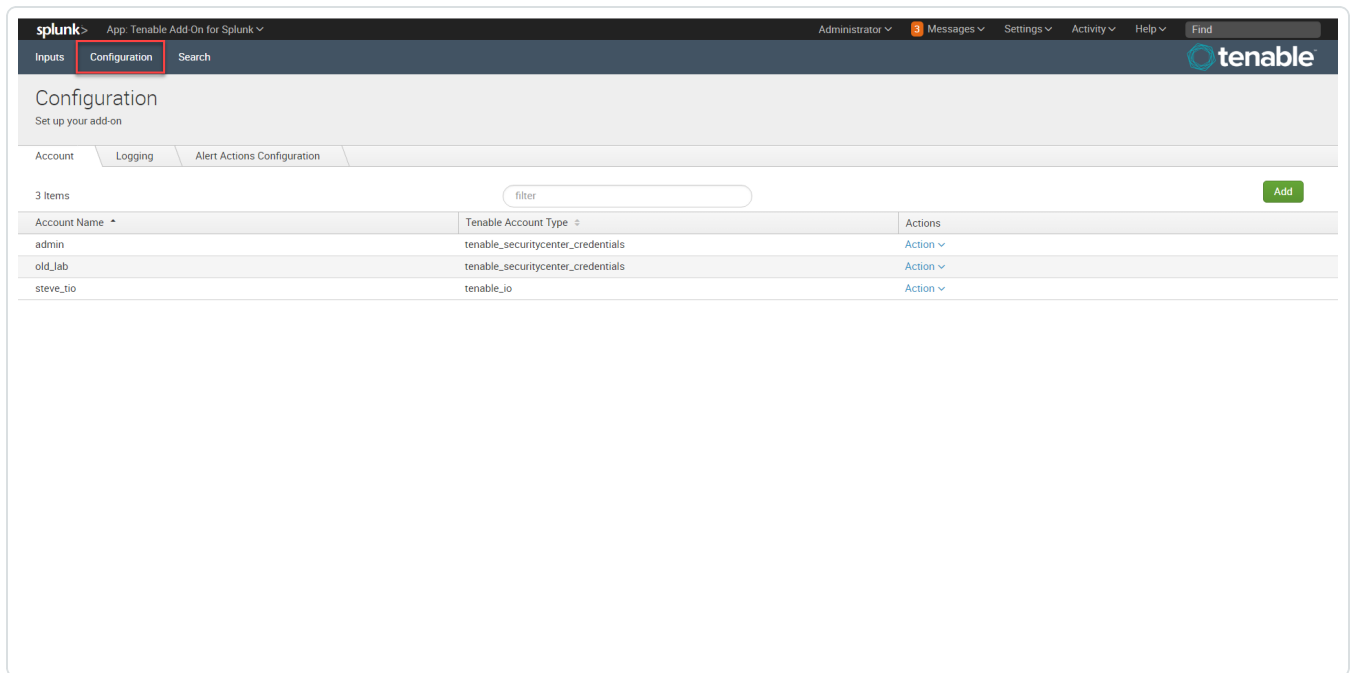 splunk> App: Tenable Add-On for Splunk Administrator 3 Messages Settings Activity Help Find
Inputs Configuration Search tenable
Configuration
Set up your add-on
Account Logging Alert Actions Configuration
3 Items filter Add
Account Name Tenable Account Type Actions
admin tenable_securitycenter_credentials Action
old_lab tenable_securitycenter_credentials Action
steve_tio tenable_io Action